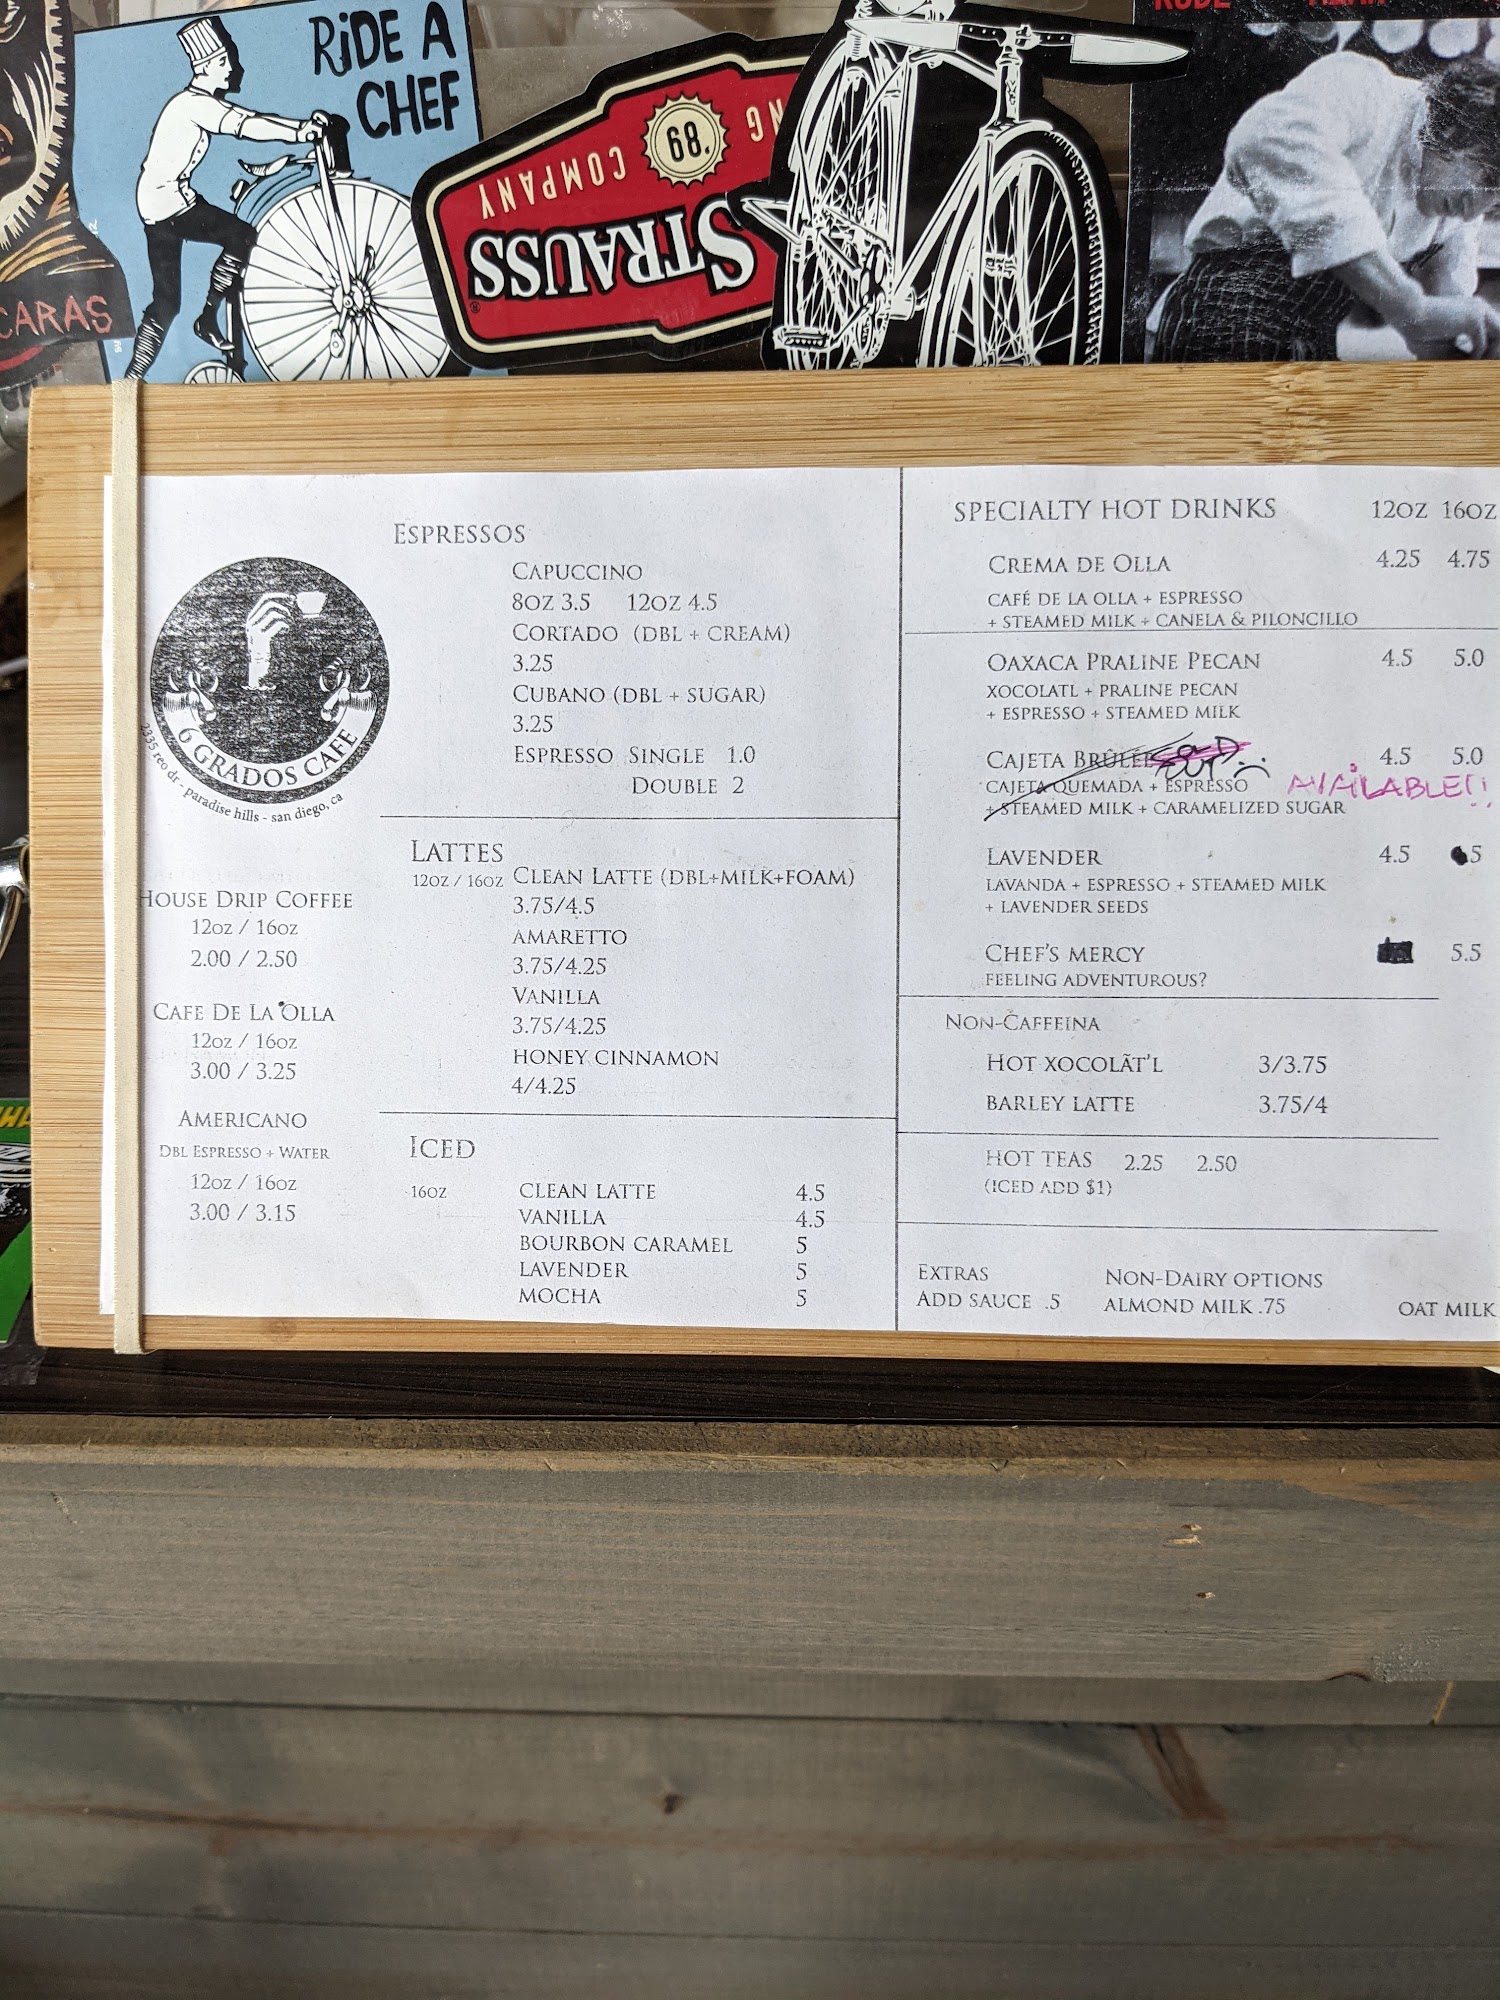 RiDE A
CHEF
CARAS
STRAUSS
COMPANY
'89
6 GRADOS CAFE
2335 reo dr - paradise hills - san diego, ca
HOUSE DRIP COFFEE
12OZ / 16OZ
2.00 / 2.50
CAFE DE LA OLLA
12OZ / 16OZ
3.00 / 3.25
AMERICANO
DBL ESPRESSO + WATER
12OZ / 16OZ
3.00 / 3.15
ESPRESSOS
CAPUCCINO
8OZ 3.5 12OZ 4.5
CORTADO (DBL + CREAM)
3.25
CUBANO (DBL + SUGAR)
3.25
ESPRESSO SINGLE 1.0
DOUBLE 2
LATTES
12OZ / 16OZ CLEAN LATTE (DBL+MILK+FOAM)
3.75/4.5
AMARETTO
3.75/4.25
VANILLA
3.75/4.25
HONEY CINNAMON
4/4.25
ICED
16OZ CLEAN LATTE 4.5
VANILLA 4.5
BOURBON CARAMEL 5
LAVENDER 5
MOCHA 5
SPECIALTY HOT DRINKS 12OZ 16OZ
CREMA DE OLLA 4.25 4.75
CAFÉ DE LA OLLA + ESPRESSO
+ STEAMED MILK + CANELA & PILONCILLO
OAXACA PRALINE PECAN 4.5 5.0
XOCOLATL + PRALINE PECAN
+ ESPRESSO + STEAMED MILK
CAJETA BRÛLEE 4.5 5.0
CAJETA QUEMADA + ESPRESSO AVAiLABLE!!
+ STEAMED MILK + CARAMELIZED SUGAR
LAVENDER 4.5 5
LAVANDA + ESPRESSO + STEAMED MILK
+ LAVENDER SEEDS
CHEF'S MERCY 5.5
FEELING ADVENTUROUS?
NON-CAFFEINA
HOT XOCOLÃT'L 3/3.75
BARLEY LATTE 3.75/4
HOT TEAS 2.25 2.50
(ICED ADD $1)
EXTRAS
ADD SAUCE .5
NON-DAIRY OPTIONS
ALMOND MILK .75 OAT MILK